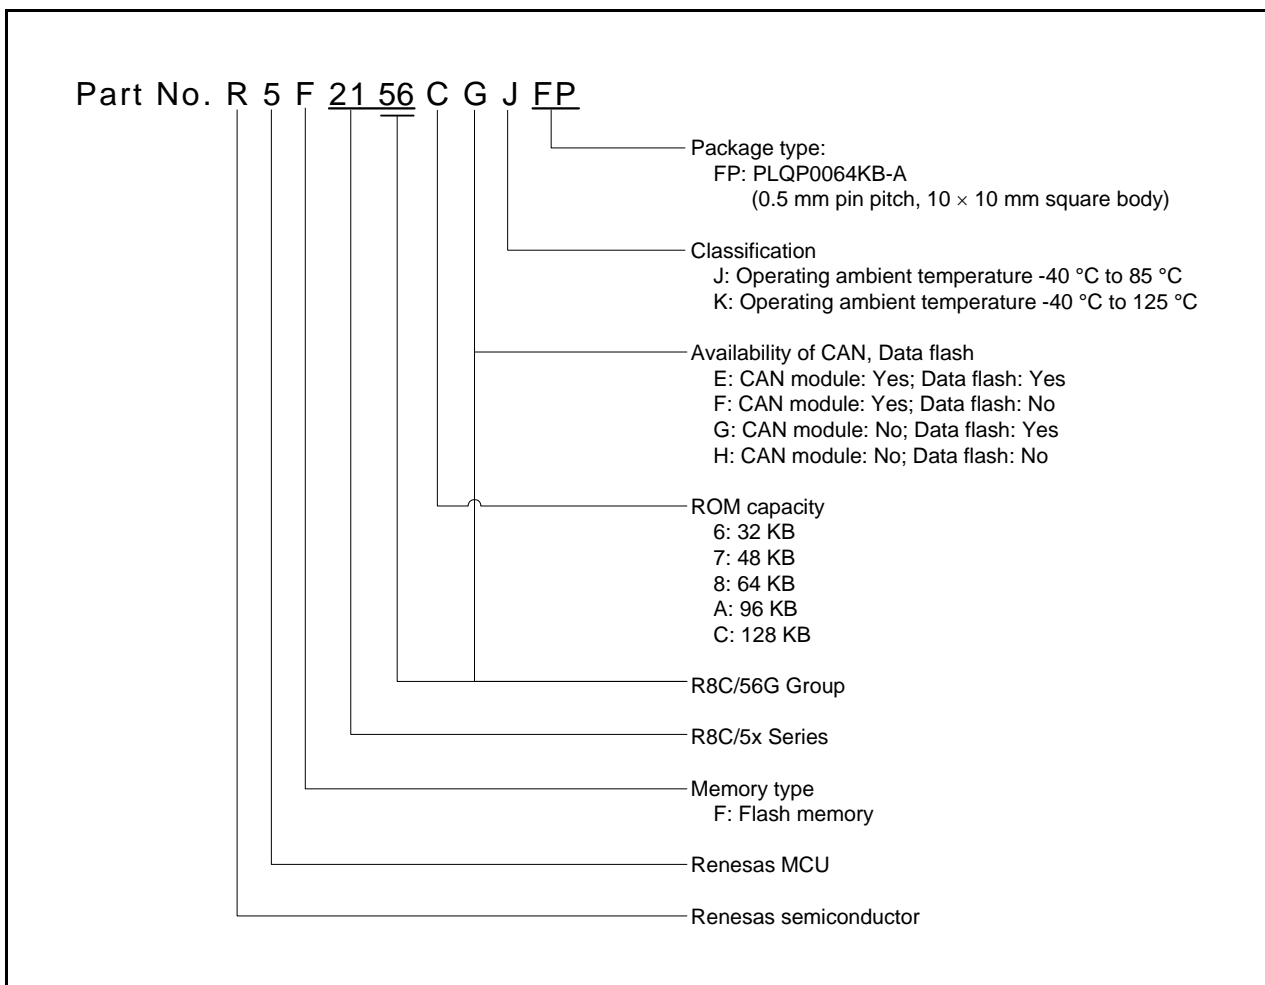 Part No. R 5 F 21 56 C G J FP
Package type:
FP: PLQP0064KB-A
(0.5 mm pin pitch, 10 × 10 mm square body)
Classification
J: Operating ambient temperature -40 °C to 85 °C
K: Operating ambient temperature -40 °C to 125 °C
Availability of CAN, Data flash
E: CAN module: Yes; Data flash: Yes
F: CAN module: Yes; Data flash: No
G: CAN module: No; Data flash: Yes
H: CAN module: No; Data flash: No
ROM capacity
6: 32 KB
7: 48 KB
8: 64 KB
A: 96 KB
C: 128 KB
R8C/56G Group
R8C/5x Series
Memory type
F: Flash memory
Renesas MCU
Renesas semiconductor